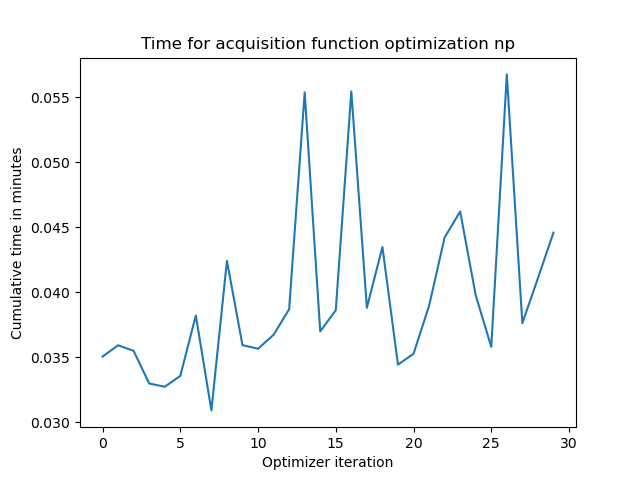 Time for acquisition function optimization np
Cumulative time in minutes
0.055
0.050
0.045
0.040
0.035
0.030
0 5 10 15 20 25 30
Optimizer iteration